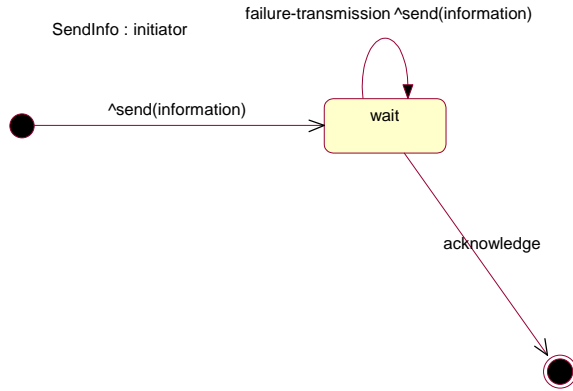 failure-transmission ^send(information)
SendInfo : initiator
^send(information)
wait
acknowledge